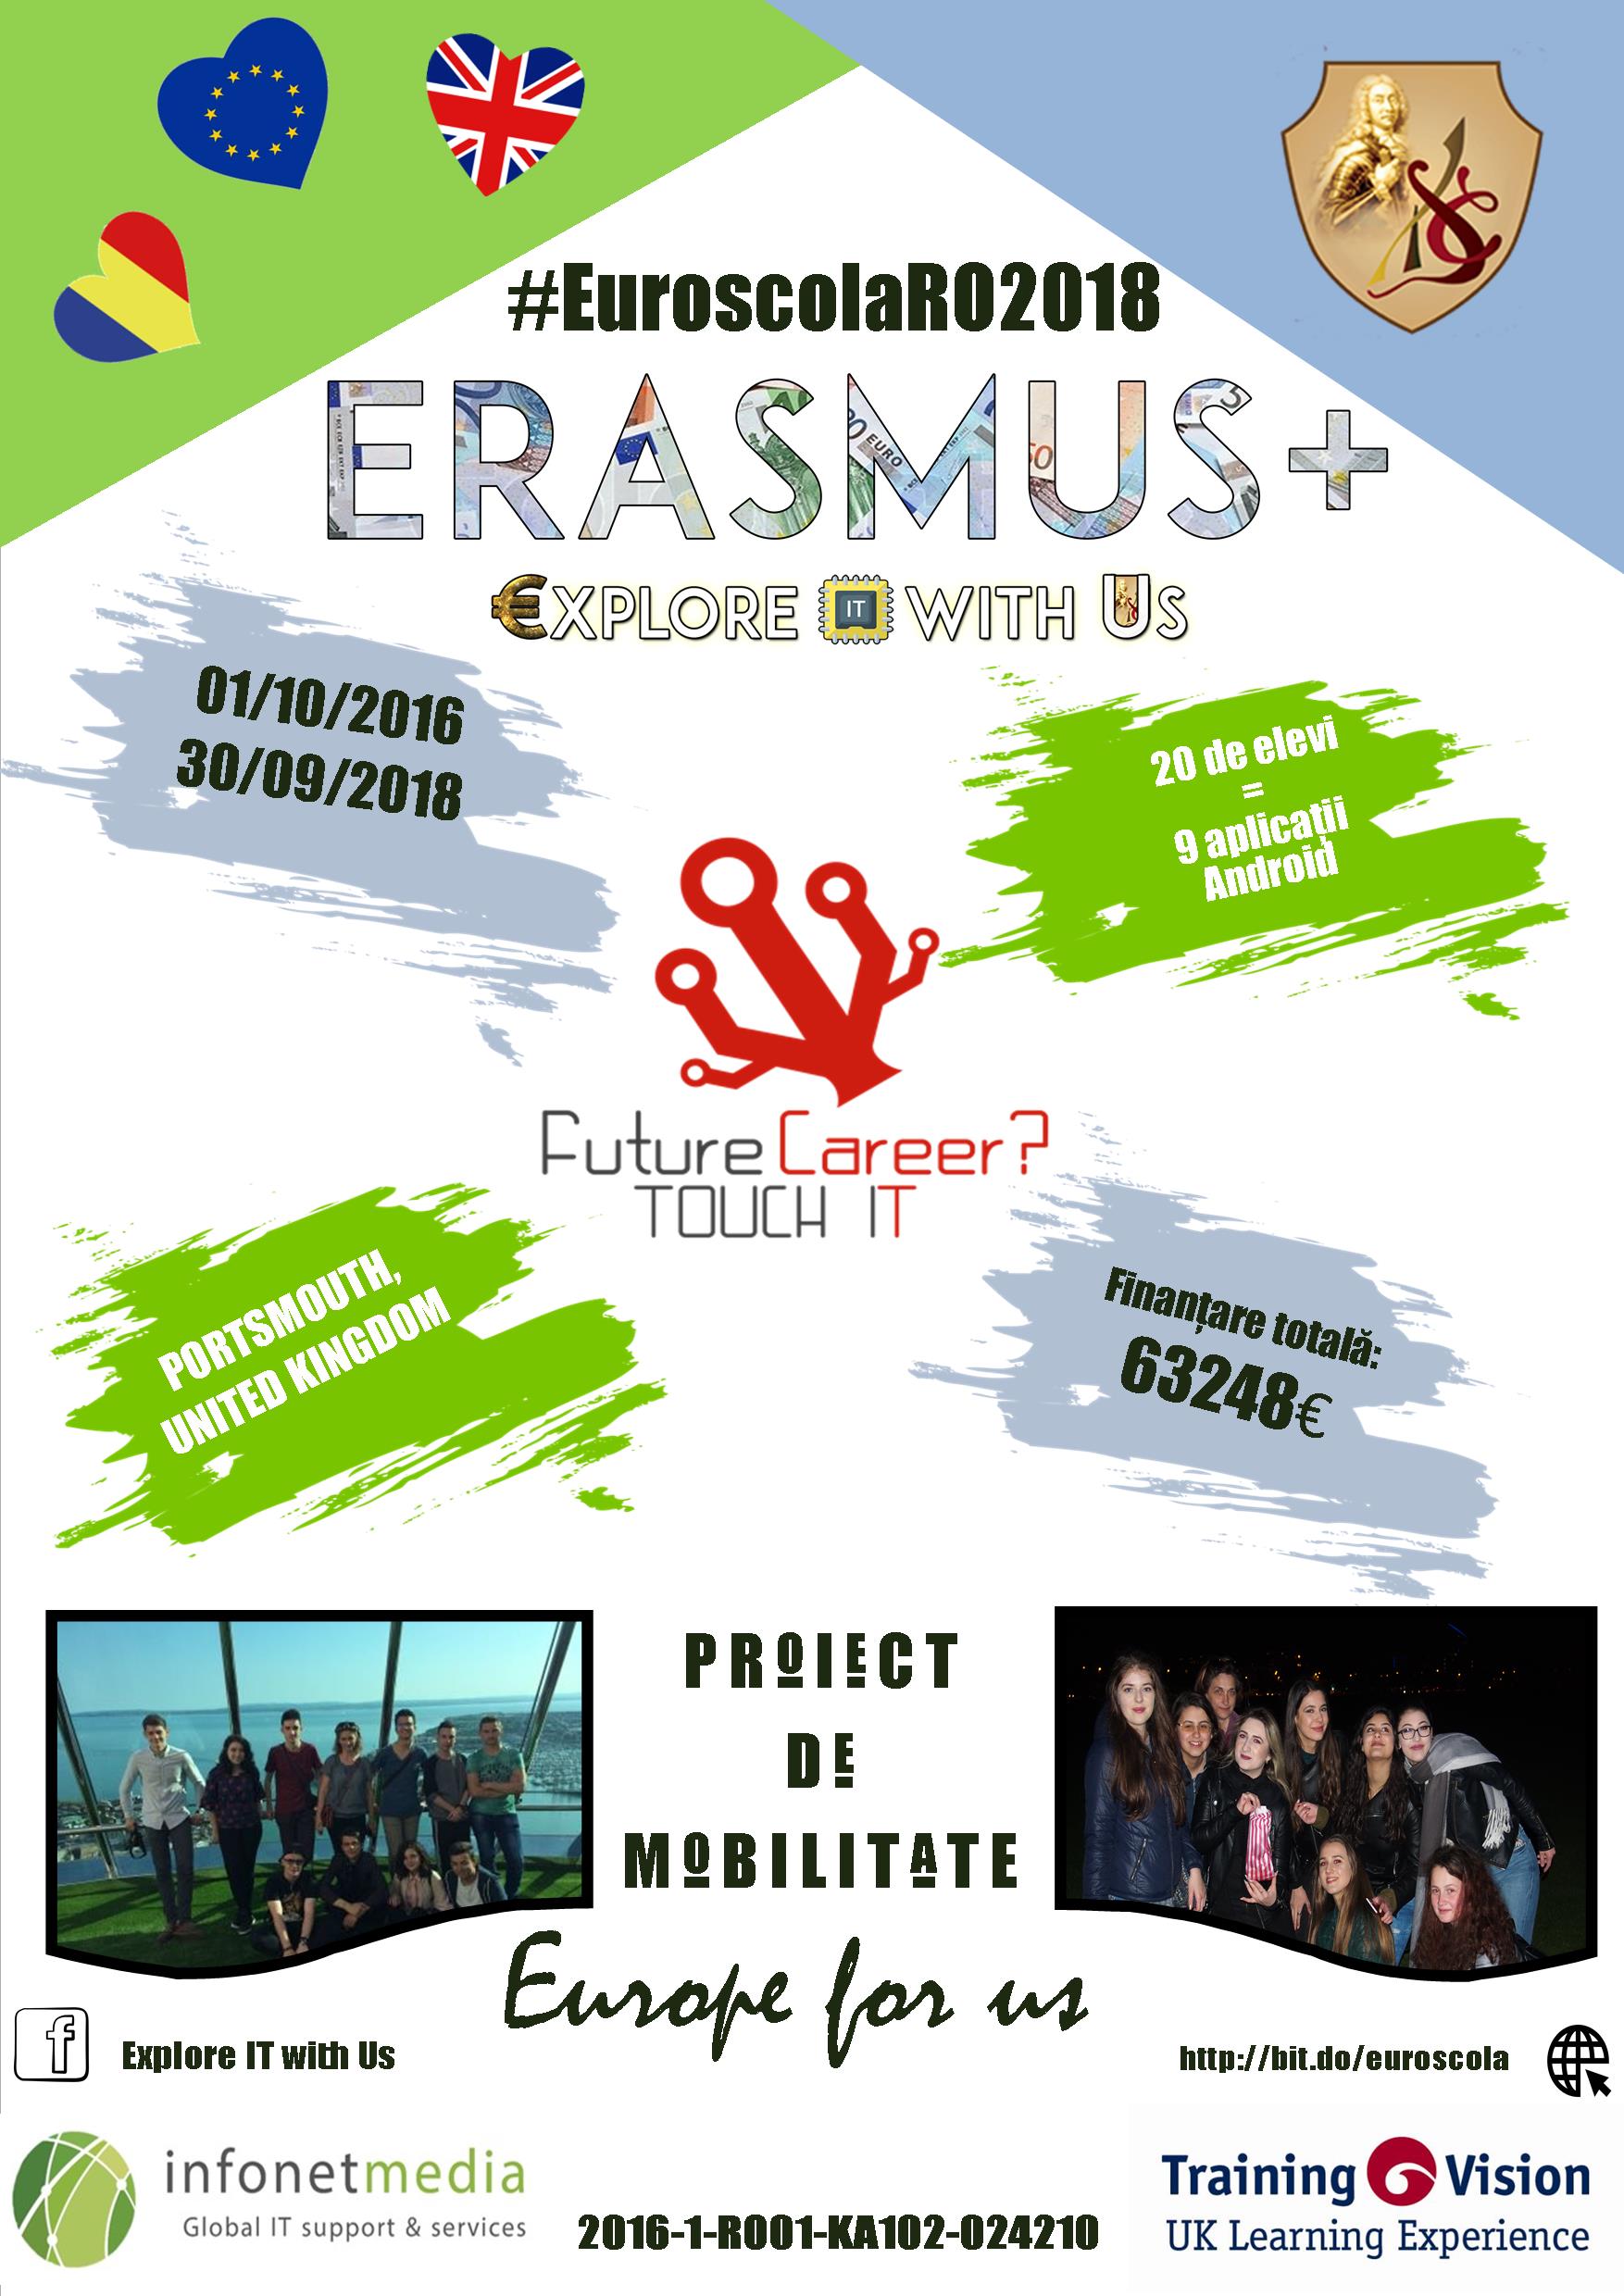 #EuroscolaRO2018
ERASMUS+
€XPLORE IT WITH US
01/10/2016
30/09/2018
20 de elevi
=
9 aplicații
Android
Future Career?
TOUCH IT
PORTSMOUTH,
UNITED KINGDOM
Finanțare totală:
63248€
PROIECT
DE
MOBILITATE
Europe for us
Explore IT with Us
http://bit.do/euroscola
infonetmedia
Global IT support & services
2016-1-RO01-KA102-024210
Training Vision
UK Learning Experience